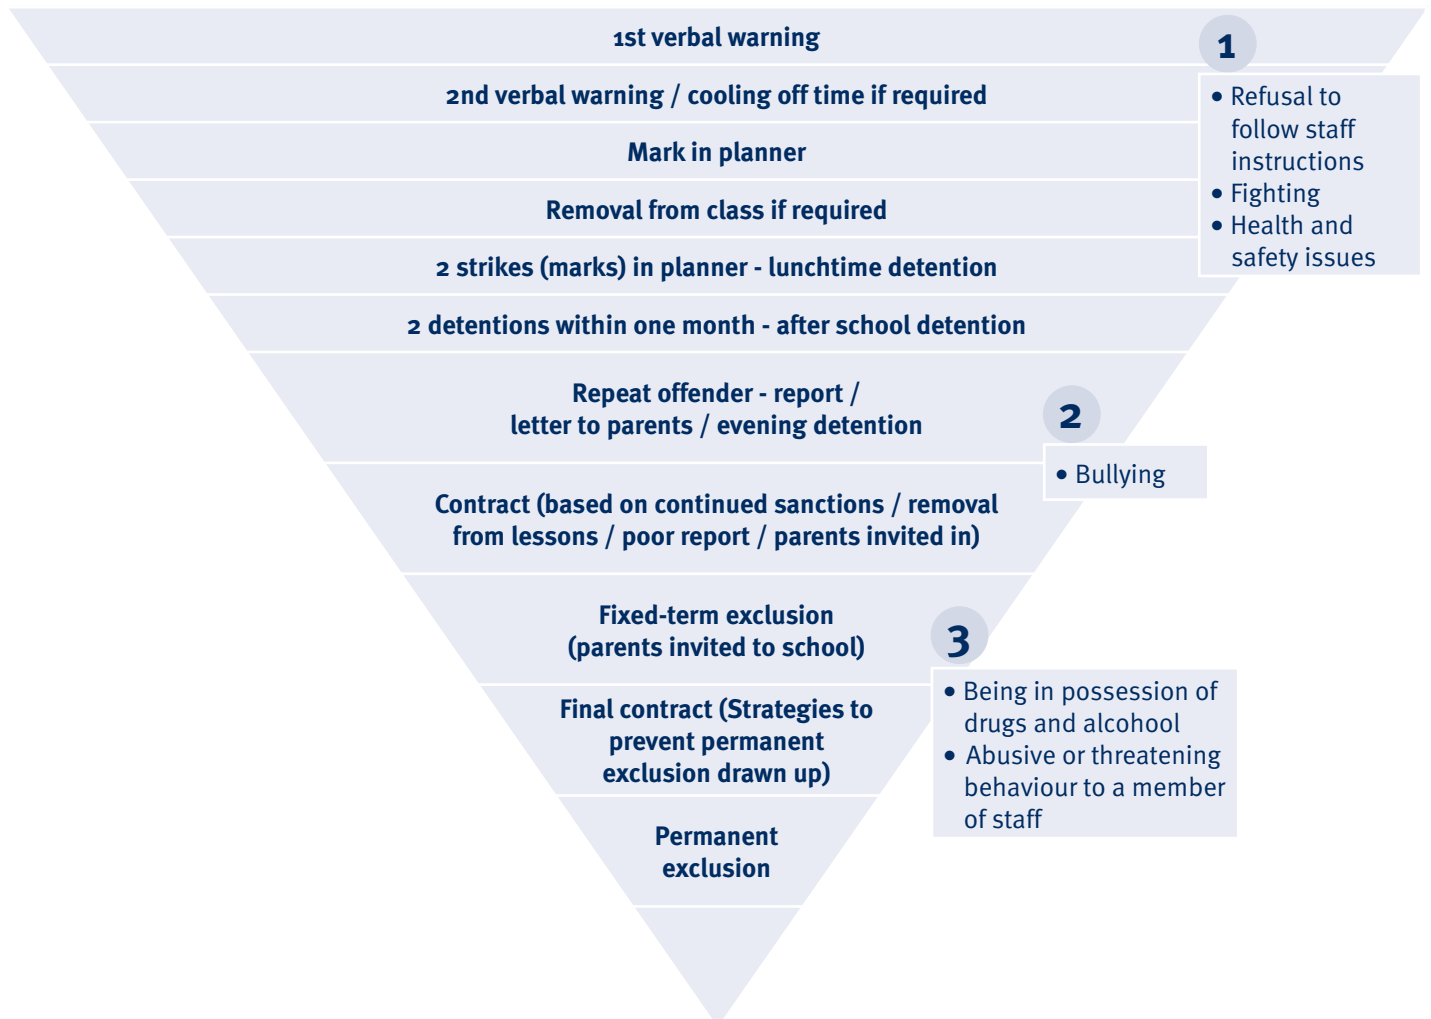 1st verbal warning
2nd verbal warning / cooling off time if required
Mark in planner
Removal from class if required
2 strikes (marks) in planner - lunchtime detention
2 detentions within one month - after school detention
1
• Refusal to
follow staff
instructions
• Fighting
• Health and
safety issues
Repeat offender - report /
letter to parents / evening detention
2
• Bullying
Contract (based on continued sanctions / removal
from lessons / poor report / parents invited in)
Fixed-term exclusion
(parents invited to school)
3
• Being in possession of
drugs and alcohool
• Abusive or threatening
behaviour to a member
of staff
Final contract (Strategies to
prevent permanent
exclusion drawn up)
Permanent
exclusion